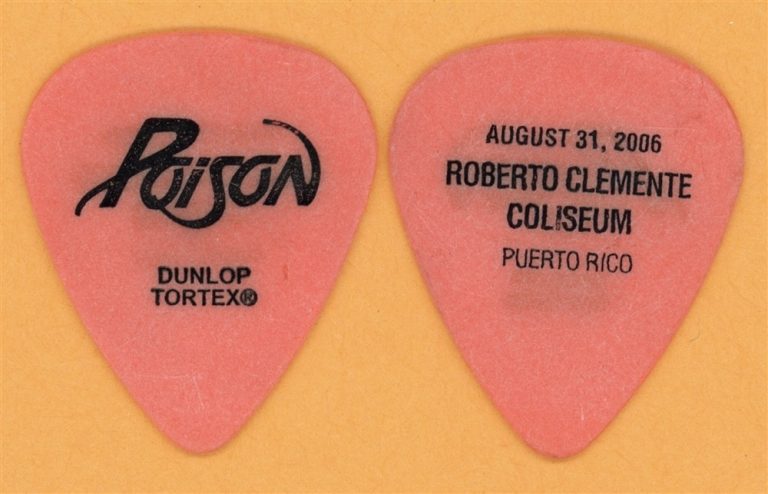 Poison
DUNLOP
TORTEX®
AUGUST 31, 2006
ROBERTO CLEMENTE
COLISEUM
PUERTO RICO